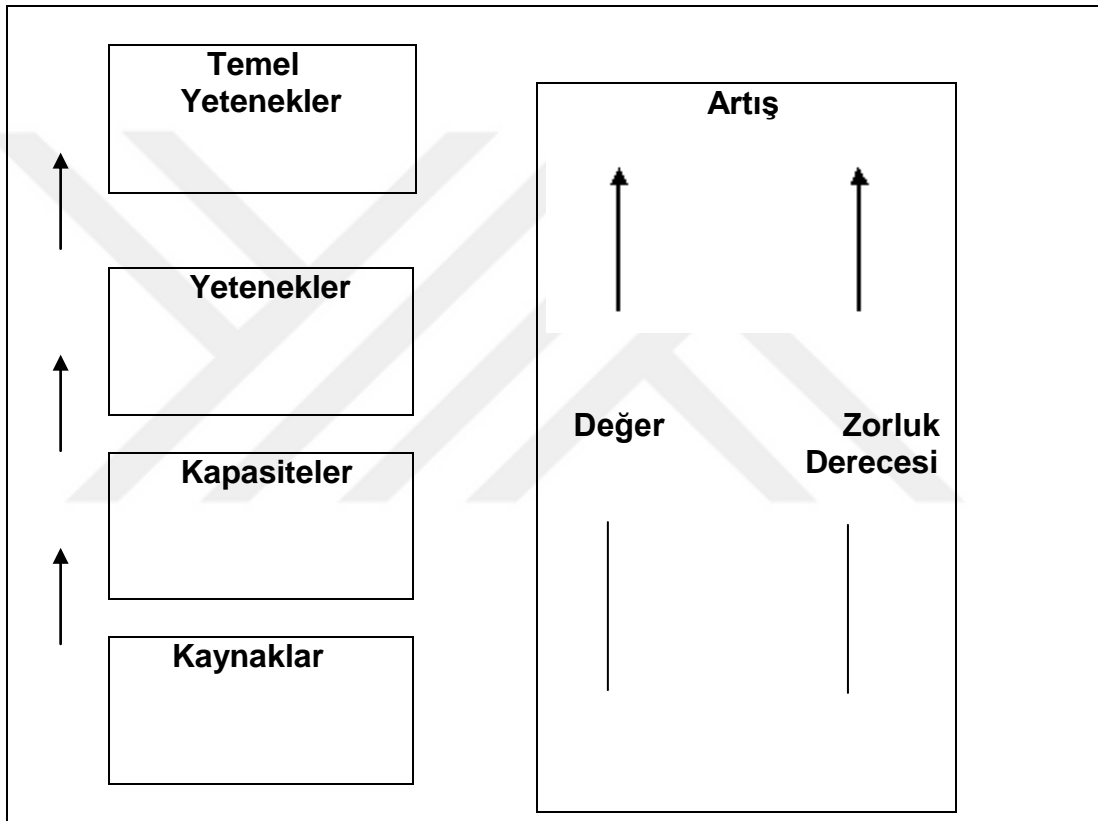 Temel
Yetenekler
Yetenekler
Kapasiteler
Kaynaklar
Artış
Değer
Zorluk
Derecesi